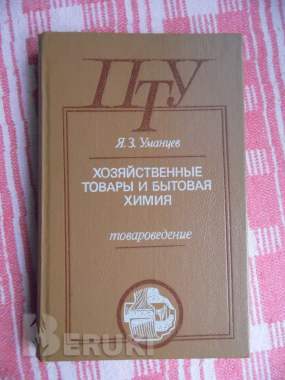 ПТУ
Я. З. Уманцев
ХОЗЯЙСТВЕННЫЕ
ТОВАРЫ И БЫТОВАЯ
ХИМИЯ
товароведение
BERUKI